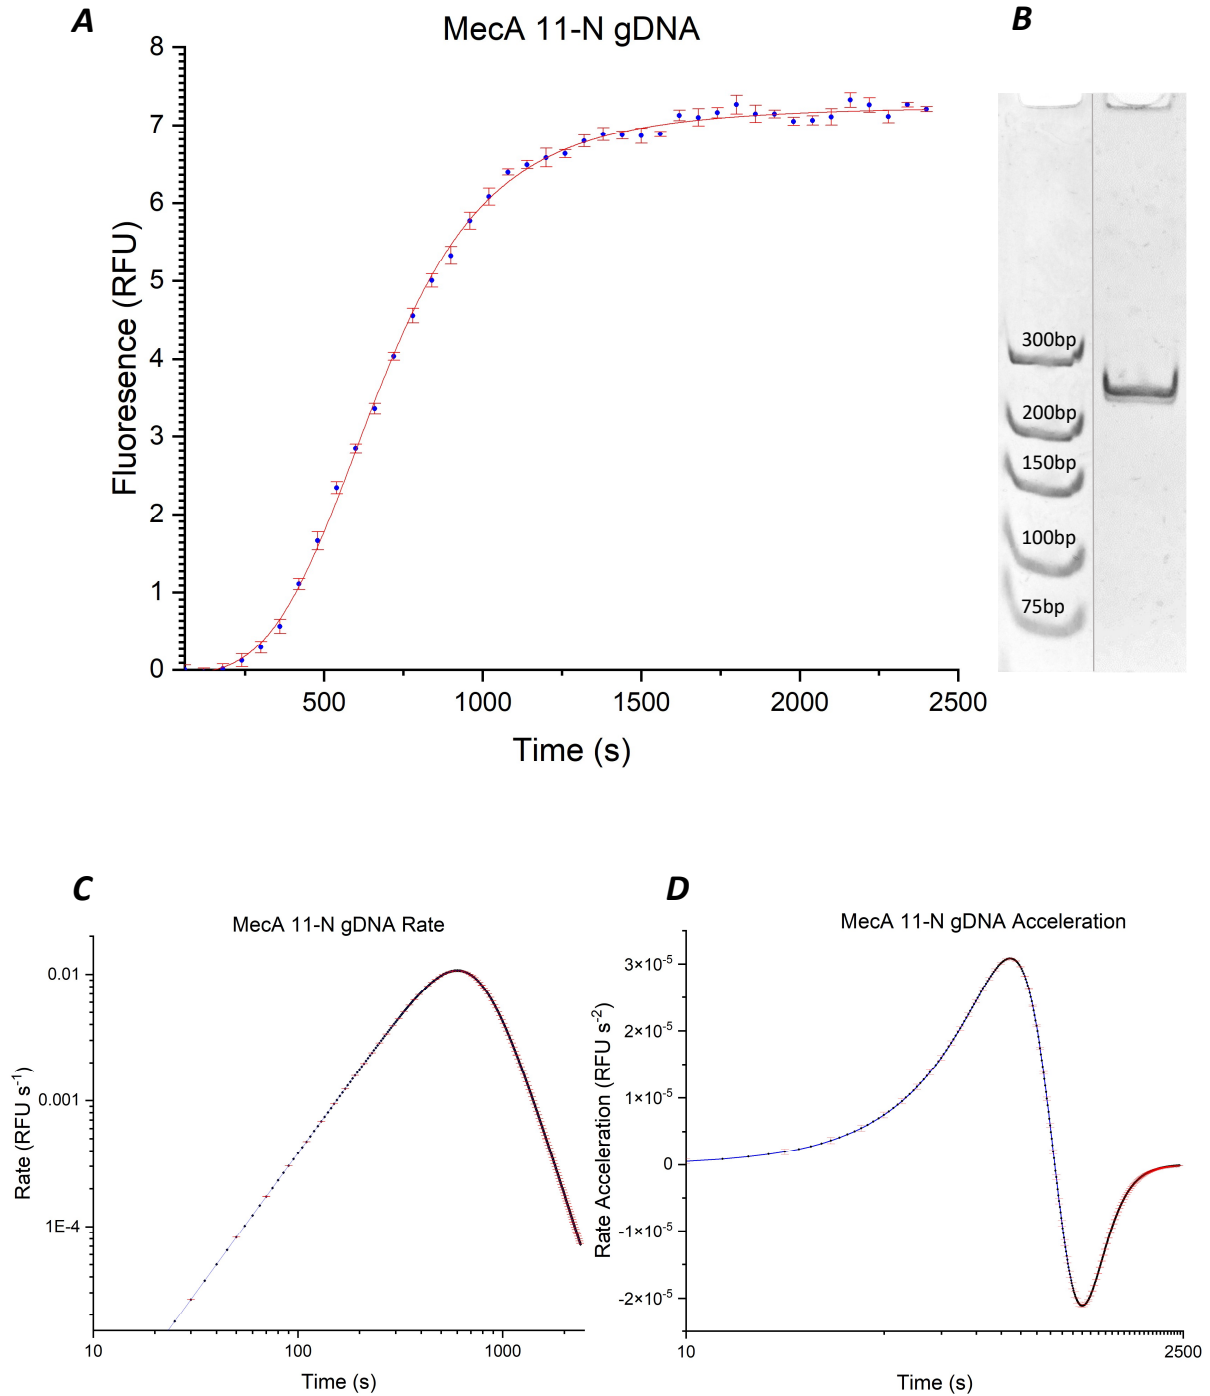 A
MecA 11-N gDNA
B
8
7
6
5
4
3
2
1
0
Fluoresence (RFU)
500
1000
1500
2000
2500
Time (s)
300bp
200bp
150bp
100bp
75bp
C
MecA 11-N gDNA Rate
0.01
0.001
1E-4
Rate (RFU s⁻¹)
10
100
1000
Time (s)
D
MecA 11-N gDNA Acceleration
3×10⁻⁵
2×10⁻⁵
1×10⁻⁵
0
-1×10⁻⁵
-2×10⁻⁵
Rate Acceleration (RFU s⁻²)
10
2500
Time (s)